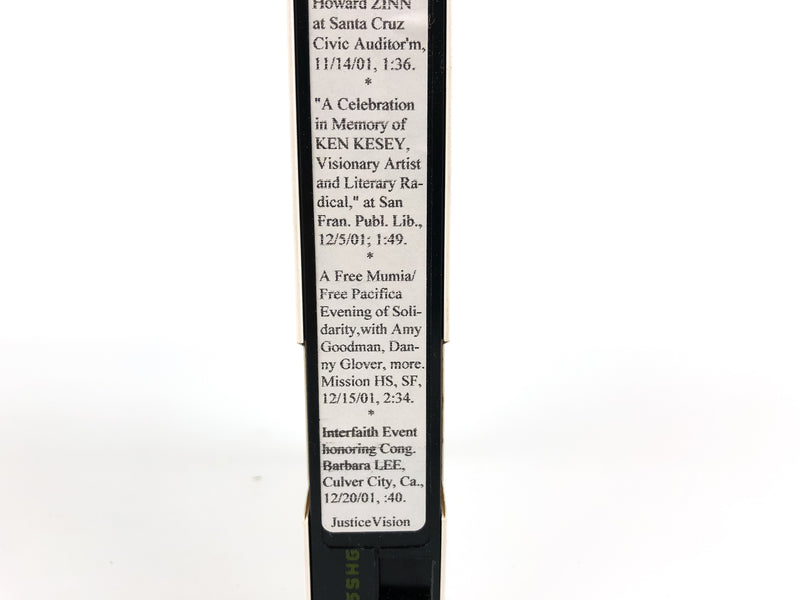 Howard ZINN
at Santa Cruz
Civic Auditor'm,
11/14/01, 1:36.
*
"A Celebration
in Memory of
KEN KESEY,
Visionary Artist
and Literary Ra-
dical," at San
Fran. Publ. Lib.,
12/5/01; 1:49.
*
A Free Mumia/
Free Pacifica
Evening of Soli-
darity,with Amy
Goodman, Dan-
ny Glover, more.
Mission HS, SF,
12/15/01, 2:34.
*
Interfaith Event
honoring Cong.
Barbara LEE,
Culver City, Ca.,
12/20/01, :40.
JusticeVision
5SHG